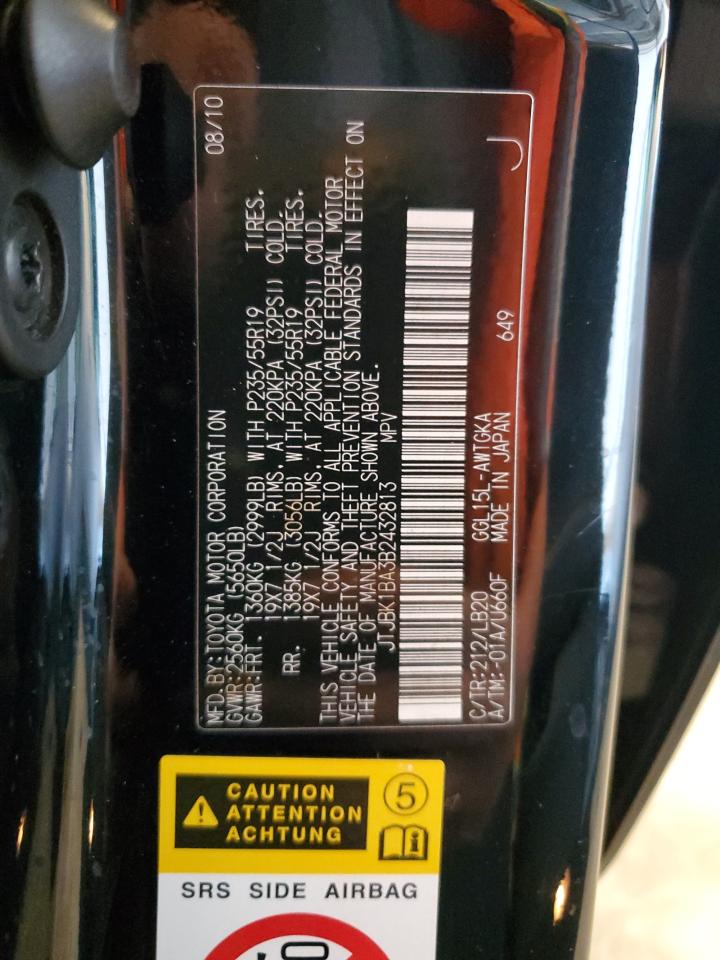 MFD. BY: TOYOTA MOTOR CORPORATION 08/10
GVWR: 2560KG (5650LB)
GAWR: FRT. 1360KG (2999LB) WITH P235/55R19 TIRES,
19X7 1/2J RIMS, AT 220KPA (32PSI) COLD.
RR. 1385KG (3056LB) WITH P235/55R19 TIRES,
19X7 1/2J RIMS, AT 220KPA (32PSI) COLD.
THIS VEHICLE CONFORMS TO ALL APPLICABLE FEDERAL MOTOR
VEHICLE SAFETY AND THEFT PREVENTION STANDARDS IN EFFECT ON
THE DATE OF MANUFACTURE SHOWN ABOVE.
JTJBK1BA3B2432813 MPV
C/TR: 212/LB20 GGL15L-AWTGKA
A/TM: -01A/U660F MADE IN JAPAN 649 J
CAUTION
ATTENTION
ACHTUNG
5
SRS SIDE AIRBAG